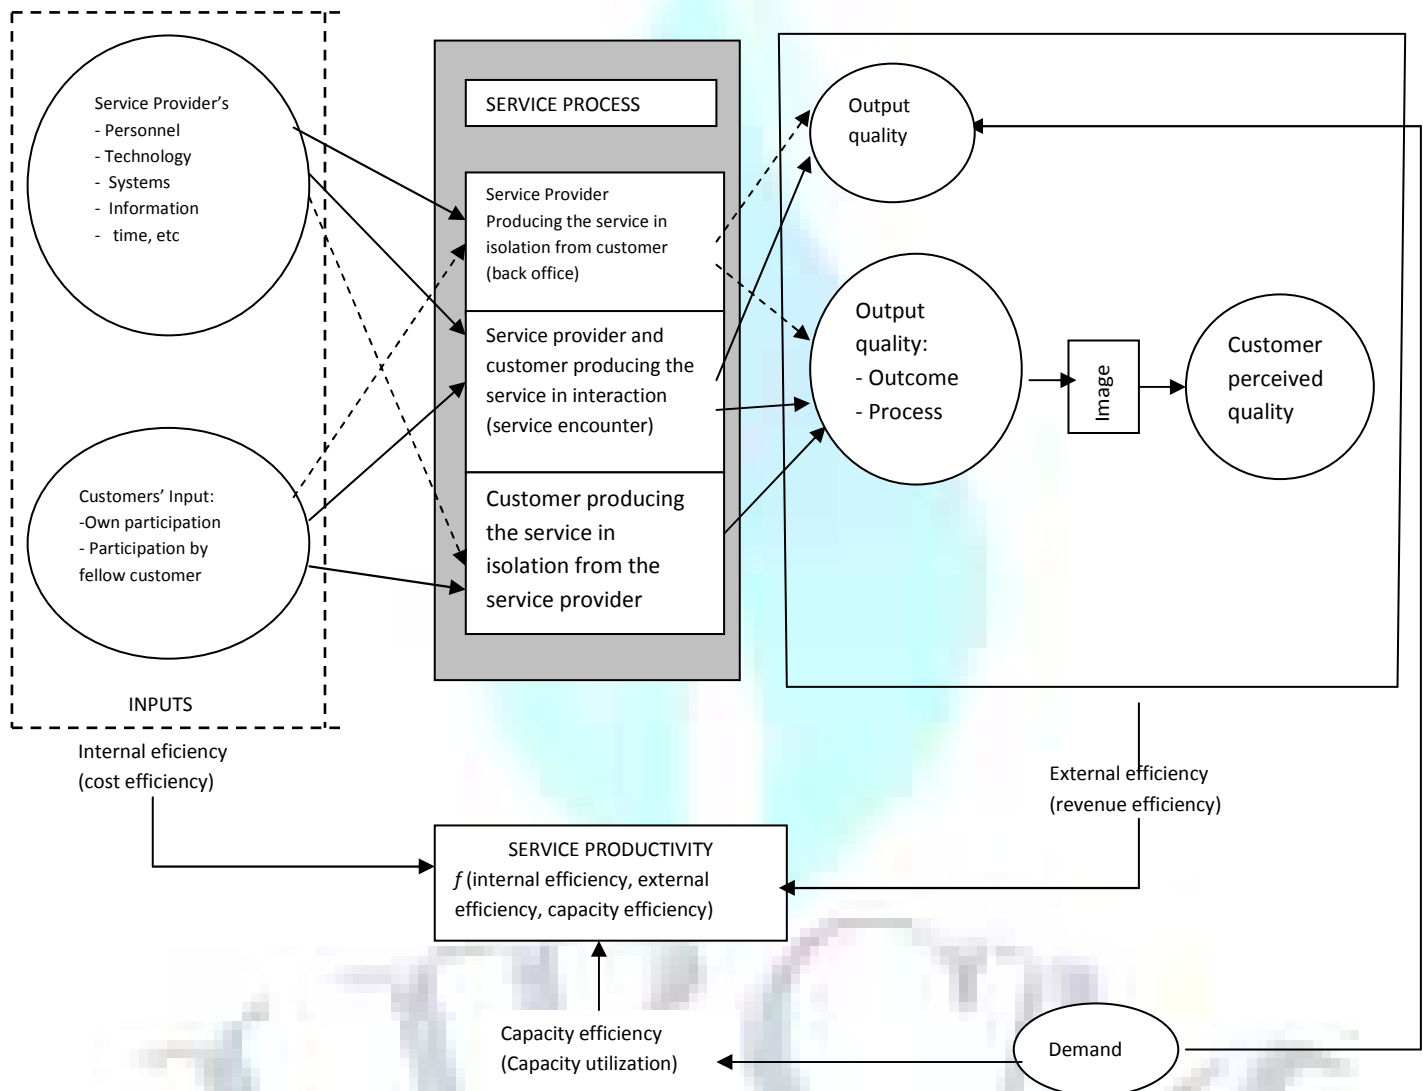 Service Provider's
- Personnel
- Technology
- Systems
- Information
- time, etc
Customers' Input:
-Own participation
- Participation by
fellow customer
INPUTS
Internal eficiency
(cost efficiency)
SERVICE PROCESS
Service Provider
Producing the service in
isolation from customer
(back office)
Service provider and
customer producing the
service in interaction
(service encounter)
Customer producing
the service in
isolation from the
service provider
Output
quality
Output
quality:
- Outcome
- Process
Image
Customer
perceived
quality
External efficiency
(revenue efficiency)
SERVICE PRODUCTIVITY
f (internal efficiency, external
efficiency, capacity efficiency)
Capacity efficiency
(Capacity utilization)
Demand